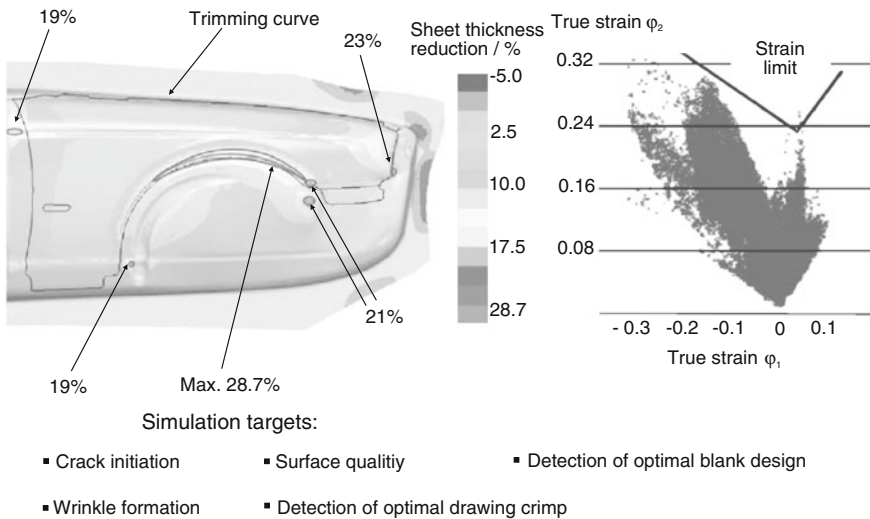 19%
Trimming curve
23%
Sheet thickness
reduction / %
-5.0
2.5
10.0
17.5
28.7
21%
19%
Max. 28.7%
True strain φ2
Strain
limit
0.32
0.24
0.16
0.08
- 0.3 -0.2 -0.1 0 0.1
True strain φ1
Simulation targets:
▪ Crack initiation
▪ Surface qualitiy
▪ Detection of optimal blank design
▪ Wrinkle formation
▪ Detection of optimal drawing crimp